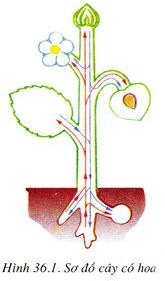 Hình 36.1. Sơ đồ cây có hoa